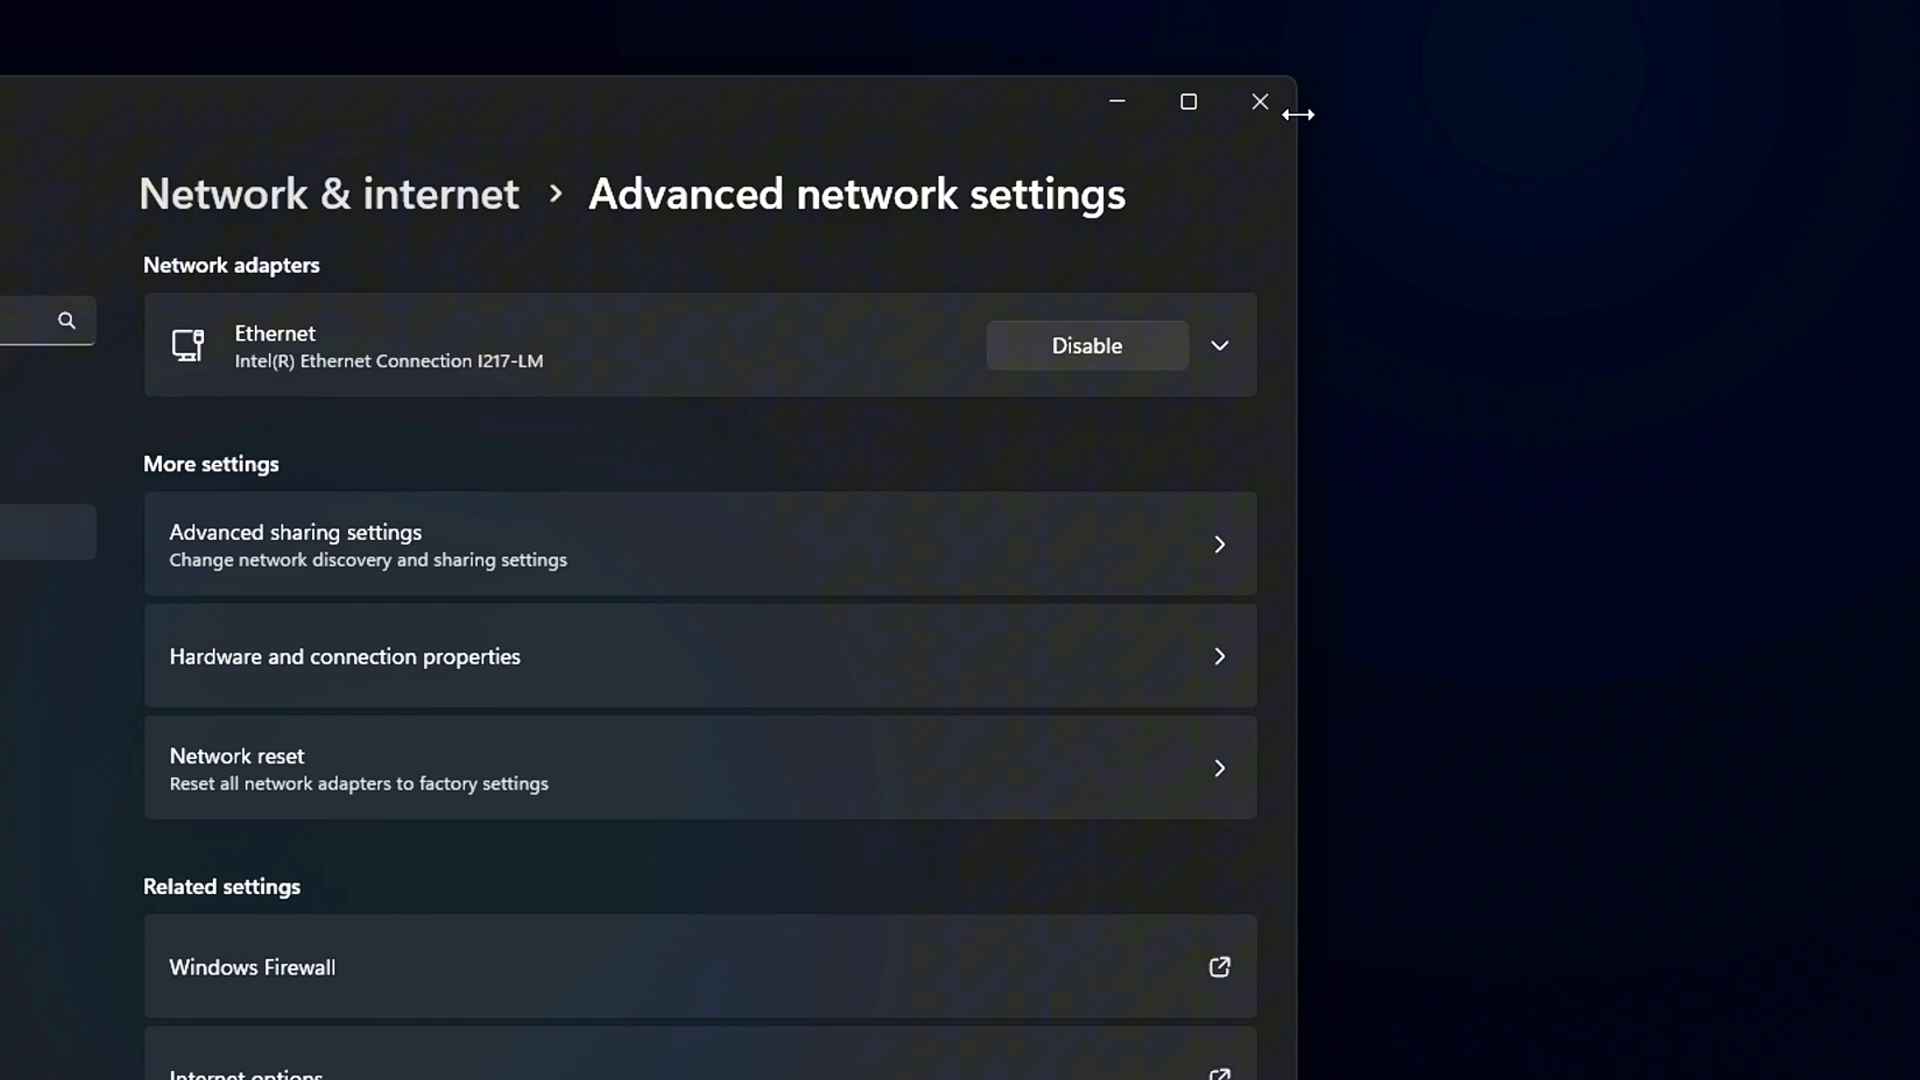 Network & internet > Advanced network settings
Network adapters
Ethernet
Intel(R) Ethernet Connection I217-LM
Disable
More settings
Advanced sharing settings
Change network discovery and sharing settings
Hardware and connection properties
Network reset
Reset all network adapters to factory settings
Related settings
Windows Firewall
Internet options